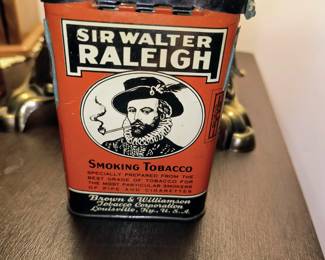 SIR WALTER
RALEIGH
SMOKING TOBACCO
SPECIALLY PREPARED FROM THE
BEST GRADE OF TOBACCO FOR
THE MOST PARTICULAR SMOKERS
OF PIPE AND CIGARETTES
Brown & Williamson
Tobacco Corporation
Louisville, Ky., U.S.A.